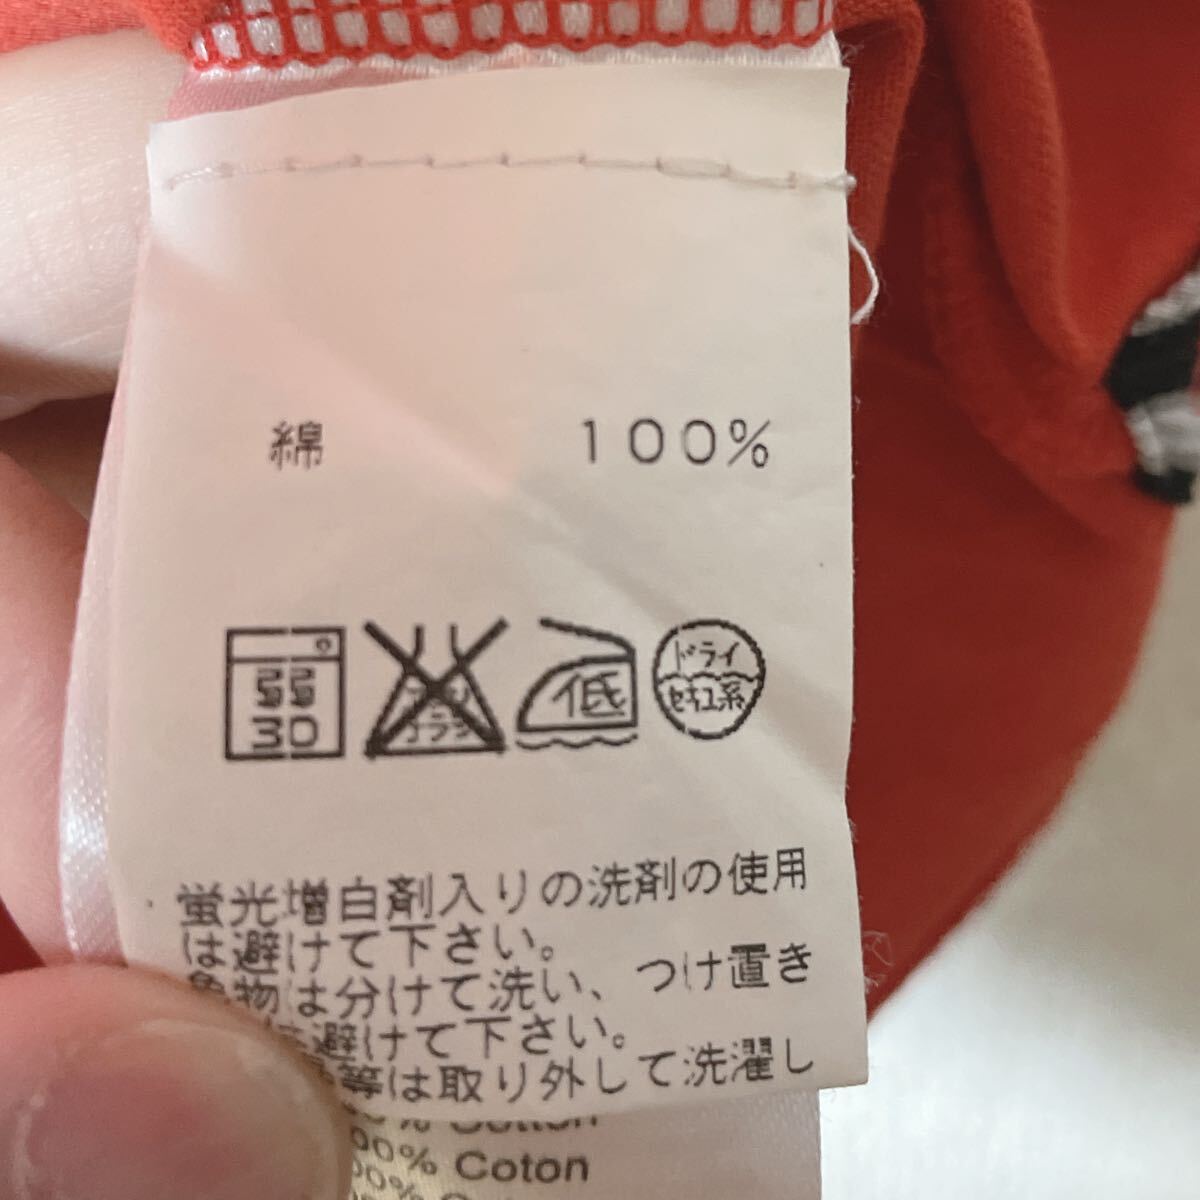 綿 100%
弱
30
ドライ
低
セキユ系
蛍光増白剤入りの洗剤の使用
は避けて下さい。
色物は分けて洗い、つけ置き
避けて下さい。
等は取り外して洗濯し
Cotton
00% Coton
00%